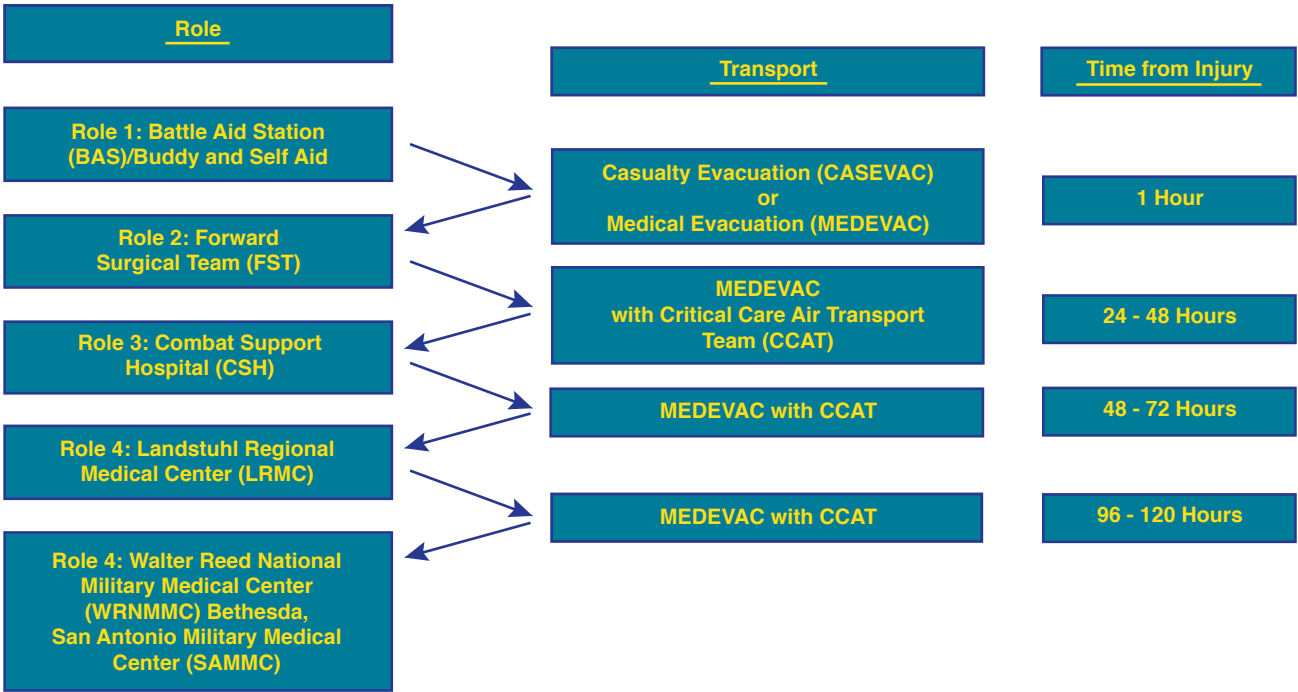 Role
Transport
Time from Injury
Role 1: Battle Aid Station
(BAS)/Buddy and Self Aid
Casualty Evacuation (CASEVAC)
or
Medical Evacuation (MEDEVAC)
1 Hour
Role 2: Forward
Surgical Team (FST)
MEDEVAC
with Critical Care Air Transport
Team (CCAT)
24 - 48 Hours
Role 3: Combat Support
Hospital (CSH)
MEDEVAC with CCAT
48 - 72 Hours
Role 4: Landstuhl Regional
Medical Center (LRMC)
MEDEVAC with CCAT
96 - 120 Hours
Role 4: Walter Reed National
Military Medical Center
(WRNMMC) Bethesda,
San Antonio Military Medical
Center (SAMMC)